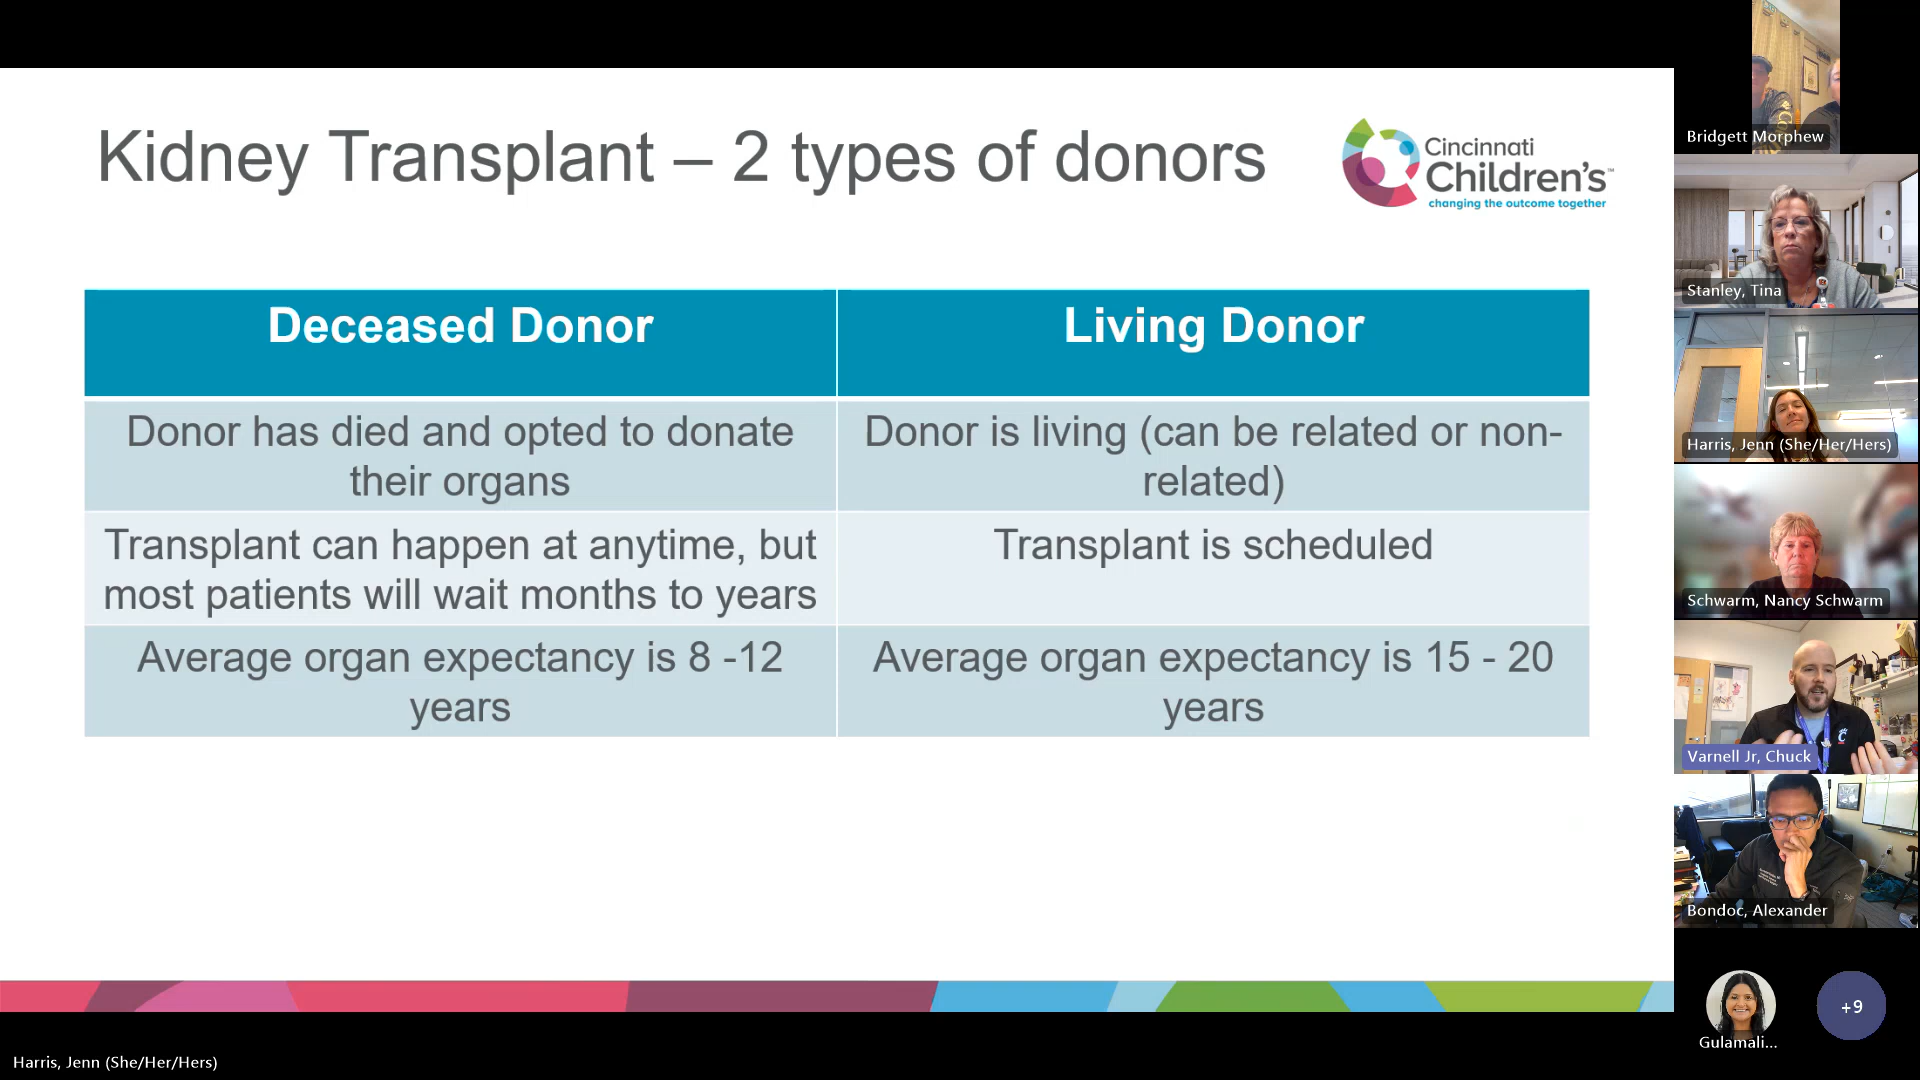 Kidney Transplant – 2 types of donors
Cincinnati
Children's™
changing the outcome together
Deceased Donor
Living Donor
Donor has died and opted to donate
their organs
Donor is living (can be related or non-
related)
Transplant can happen at anytime, but
most patients will wait months to years
Transplant is scheduled
Average organ expectancy is 8 -12
years
Average organ expectancy is 15 - 20
years
Bridgett Morphew
Stanley, Tina
Harris, Jenn (She/Her/Hers)
Schwarm, Nancy Schwarm
Varnell Jr, Chuck
Bondoc, Alexander
Gulamali...
+9
Harris, Jenn (She/Her/Hers)